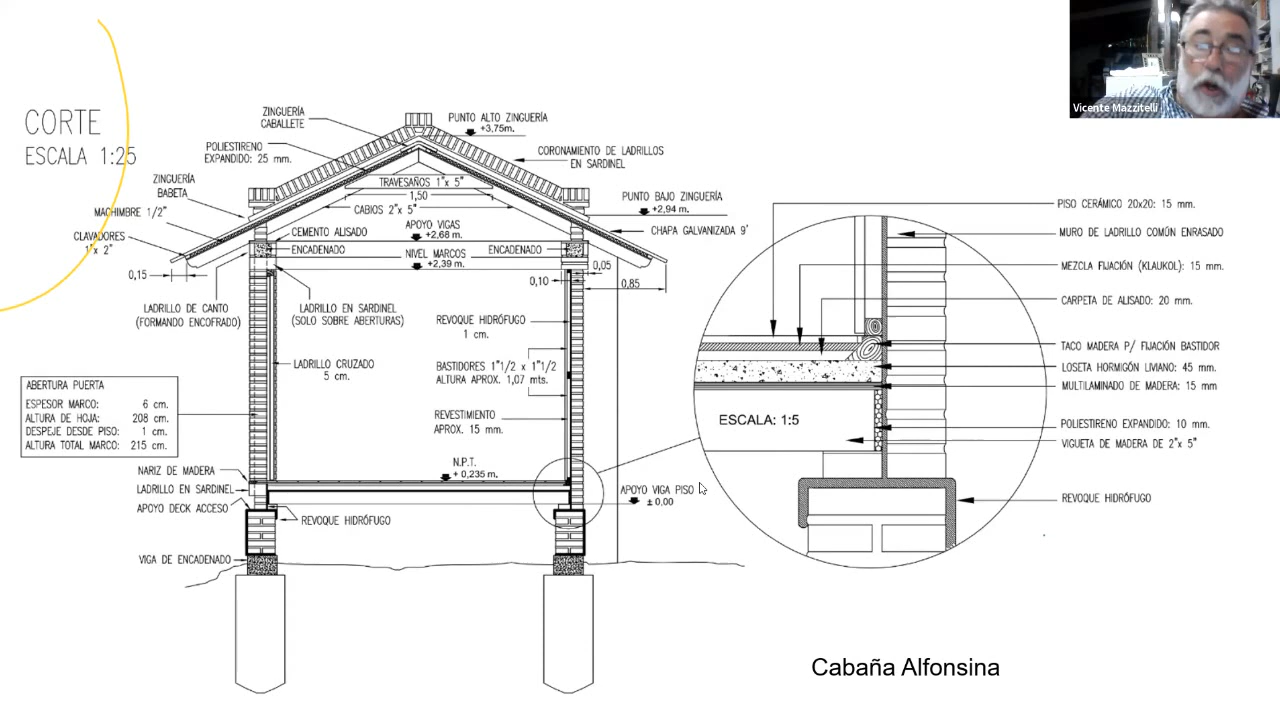 Vicente Mazzitelli
CORTE
ESCALA 1:25
ZINGUERÍA
CABALLETE
PUNTO ALTO ZINGUERÍA
+3,75m.
POLIESTIRENO
EXPANDIDO: 25 mm.
CORONAMIENTO DE LADRILLOS
EN SARDINEL
ZINGUERÍA
BABETA
TRAVESAÑOS 1"x 5"
1,50
CABIOS 2"x 5"
PUNTO BAJO ZINGUERÍA
+2,94 m.
MACHIMBRE 1/2"
CLAVADORES
1"x 2"
CEMENTO ALISADO
APOYO VIGAS
+2,68 m.
CHAPA GALVANIZADA 9'
ENCADENADO
NIVEL MARCOS
+2,39 m.
ENCADENADO
0,15
0,05
0,10
0,85
LADRILLO DE CANTO
(FORMANDO ENCOFRADO)
LADRILLO EN SARDINEL
(SOLO SOBRE ABERTURAS)
REVOQUE HIDRÓFUGO
1 cm.
LADRILLO CRUZADO
5 cm.
BASTIDORES 1"1/2 x 1"1/2
ALTURA APROX. 1,07 mts.
REVESTIMIENTO
APROX. 15 mm.
ABERTURA PUERTA
ESPESOR MARCO: 6 cm.
ALTURA DE HOJA: 208 cm.
DESPEJE DESDE PISO: 1 cm.
ALTURA TOTAL MARCO: 215 cm.
NARIZ DE MADERA
LADRILLO EN SARDINEL
APOYO DECK ACCESO
REVOQUE HIDRÓFUGO
VIGA DE ENCADENADO
N.P.T.
+ 0,235 m.
APOYO VIGA PISO
± 0,00
PISO CERÁMICO 20x20: 15 mm.
MURO DE LADRILLO COMÚN ENRASADO
MEZCLA FIJACIÓN (KLAUKOL): 15 mm.
CARPETA DE ALISADO: 20 mm.
TACO MADERA P/ FIJACIÓN BASTIDOR
LOSETA HORMIGÓN LIVIANO: 45 mm.
MULTILAMINADO DE MADERA: 15 mm
ESCALA: 1:5
POLIESTIRENO EXPANDIDO: 10 mm.
VIGUETA DE MADERA DE 2"x 5"
REVOQUE HIDRÓFUGO
Cabaña Alfonsina